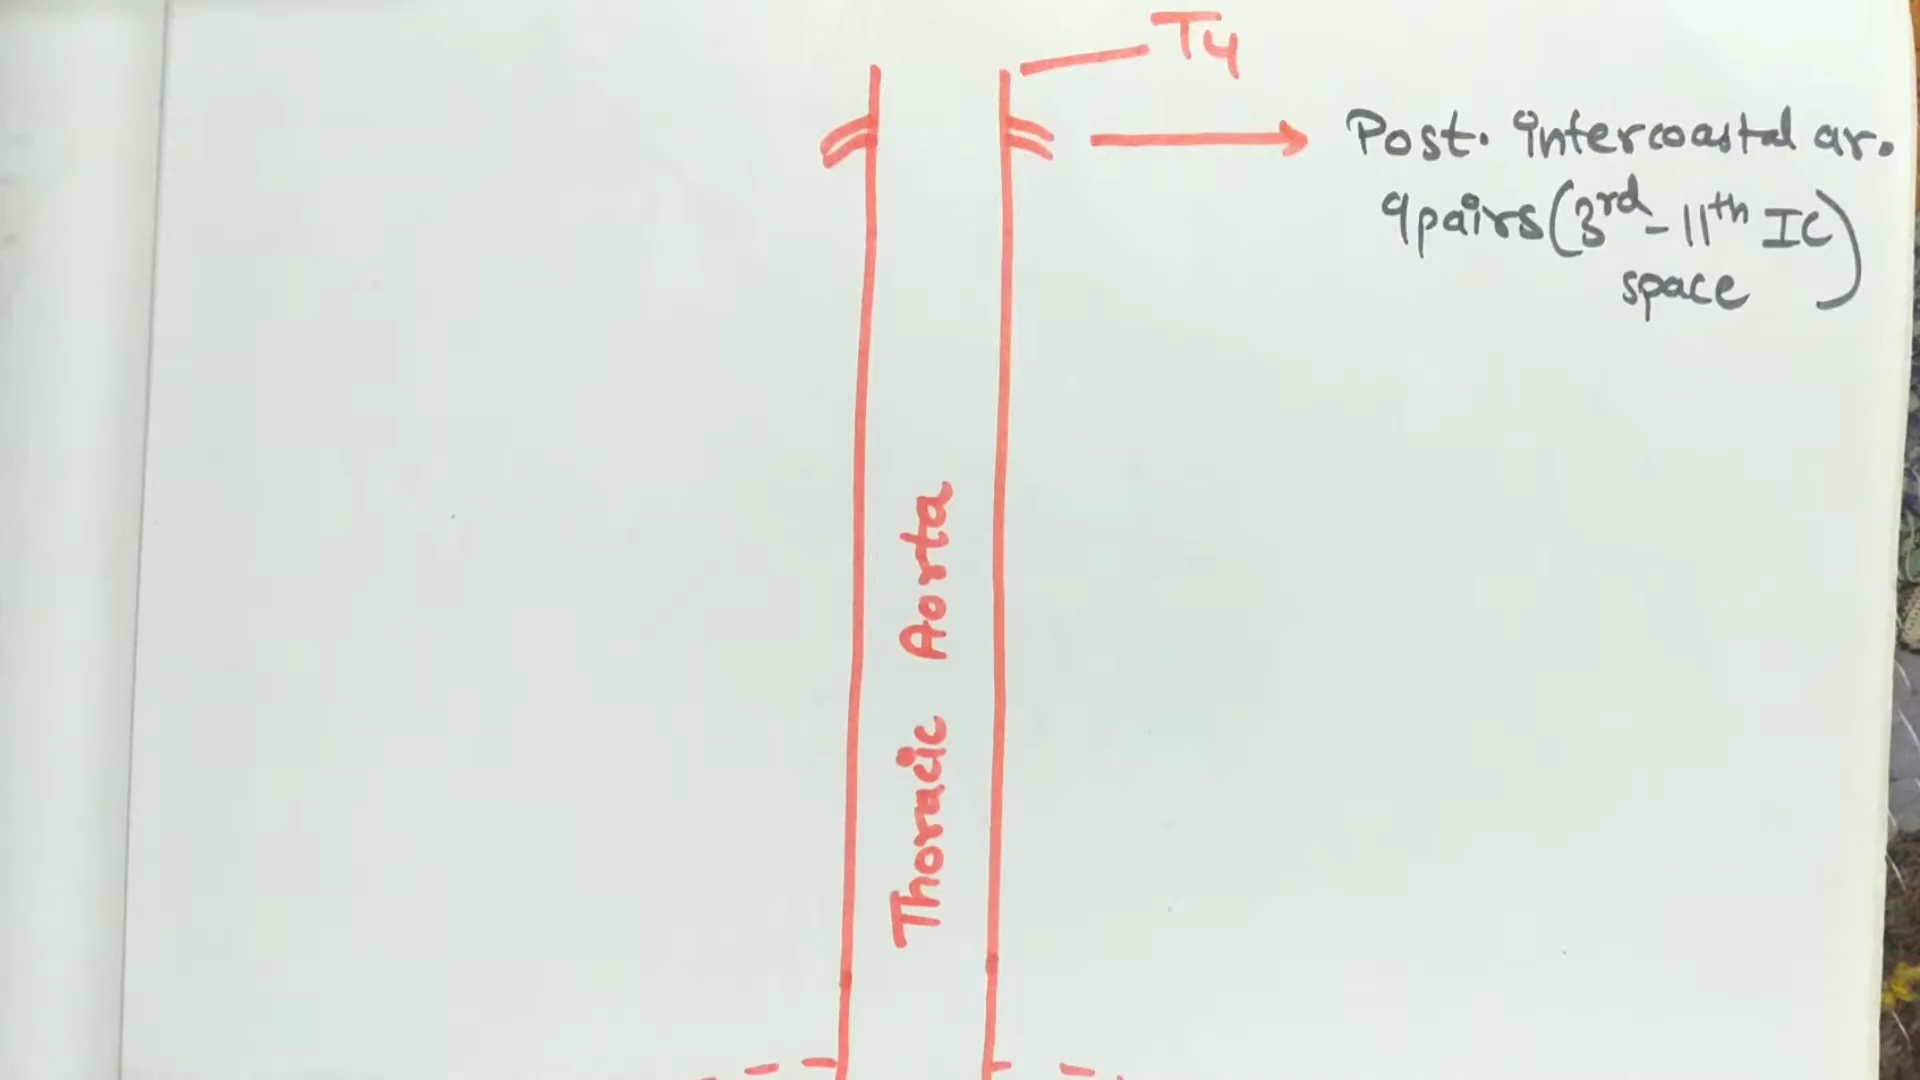 T4
Post. intercoastal ar.
9pairs (3rd - 11th IC)
space
Thoracic Aorta